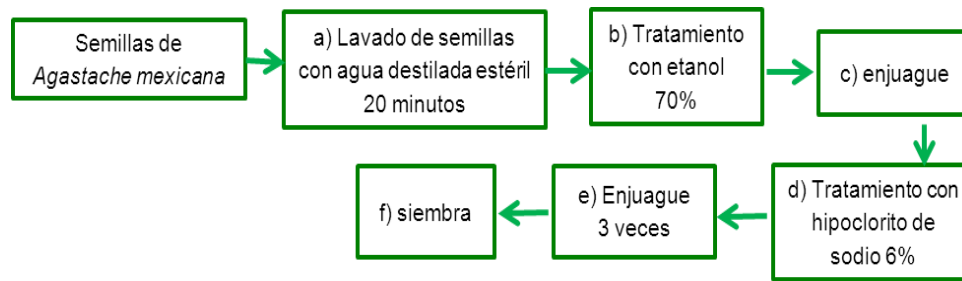 Semillas de
Agastache mexicana
a) Lavado de semillas
con agua destilada estéril
20 minutos
b) Tratamiento
con etanol
70%
c) enjuague
d) Tratamiento con
hipoclorito de
sodio 6%
e) Enjuague
3 veces
f) siembra